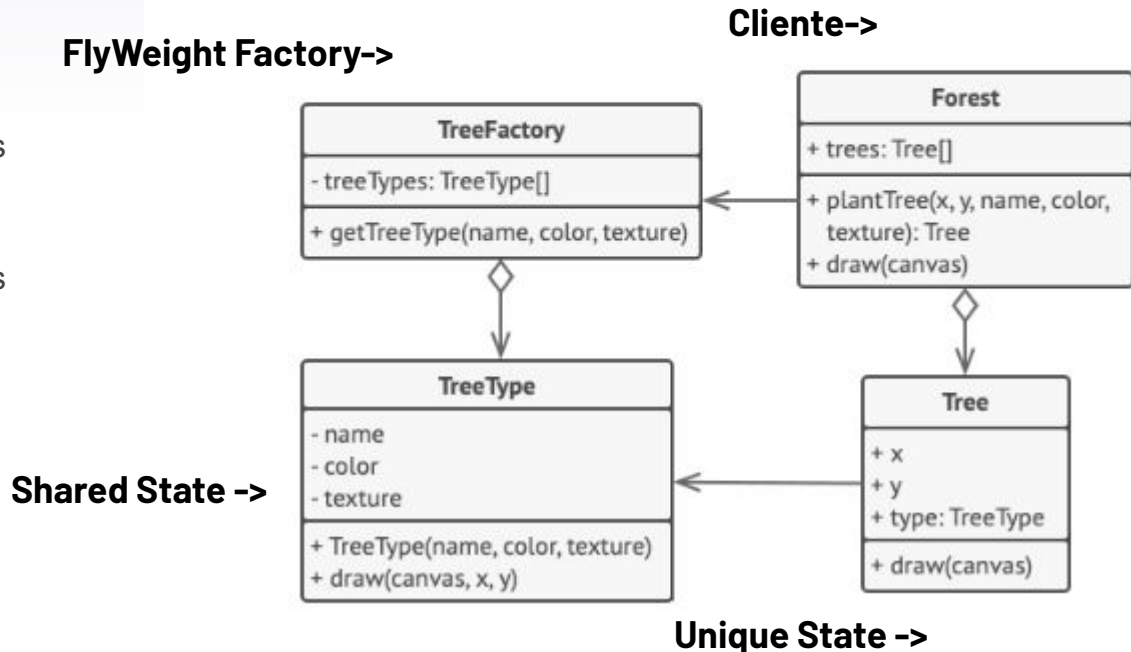 Cliente->
FlyWeight Factory->
Forest
+ trees: Tree[]
+ plantTree(x, y, name, color,
texture): Tree
+ draw(canvas)
TreeFactory
- treeTypes: TreeType[]
+ getTreeType(name, color, texture)
s
s
TreeType
- name
- color
- texture
+ TreeType(name, color, texture)
+ draw(canvas, x, y)
Tree
+ x
+ y
+ type: TreeType
+ draw(canvas)
Shared State ->
Unique State ->